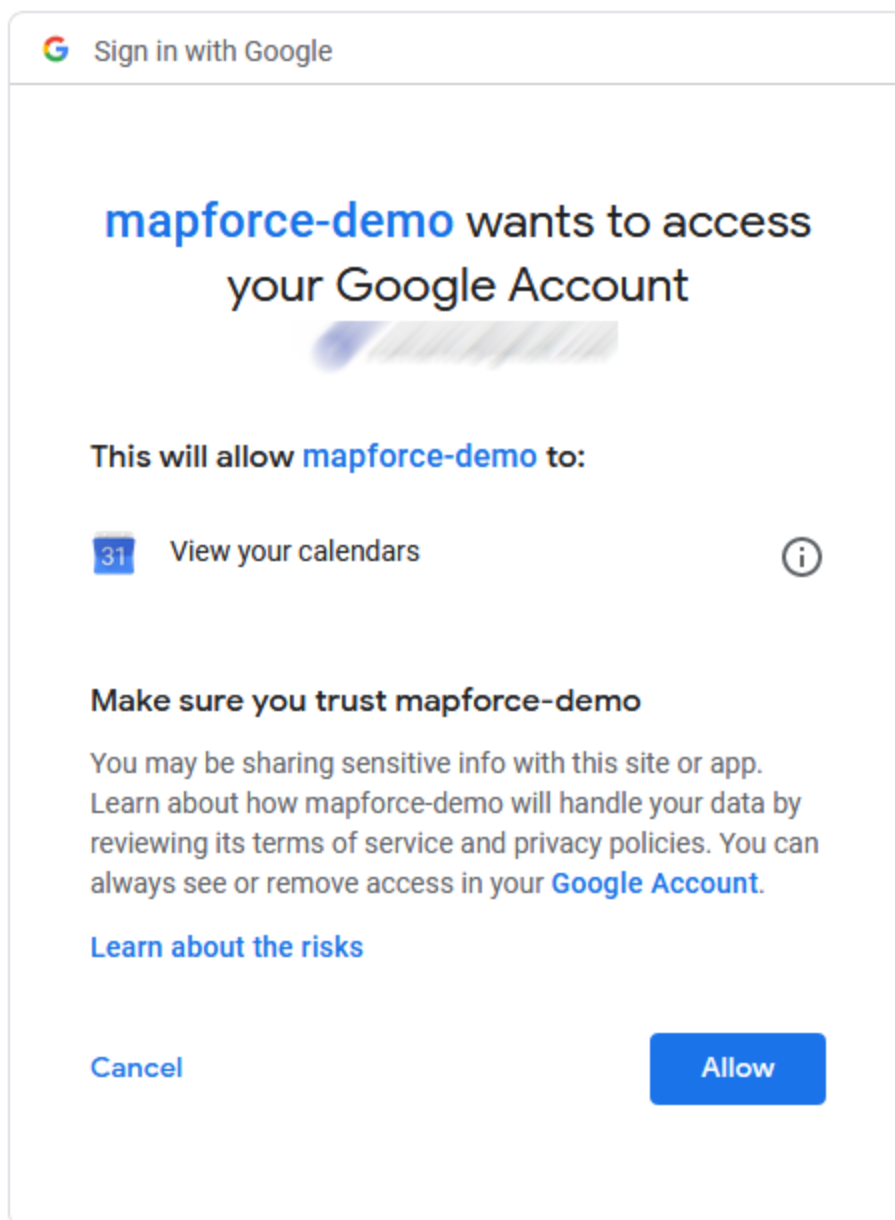 Sign in with Google
mapforce-demo wants to access
your Google Account
This will allow mapforce-demo to:
31
View your calendars
Make sure you trust mapforce-demo
You may be sharing sensitive info with this site or app.
Learn about how mapforce-demo will handle your data by
reviewing its terms of service and privacy policies. You can
always see or remove access in your Google Account.
Learn about the risks
Cancel
Allow